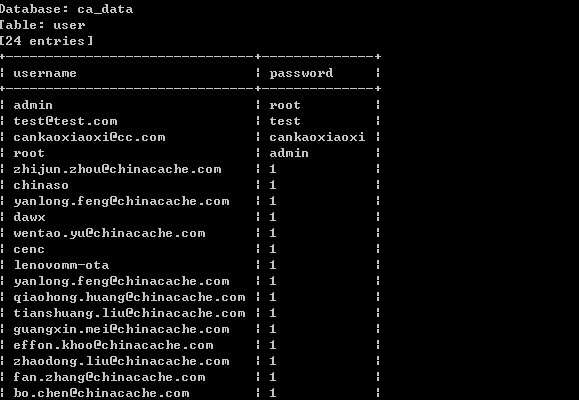 Database: ca_data
Table: user
[24 entries]
+-------------------------------+--------------+
| username | password |
+-------------------------------+--------------+
| admin | root |
| test@test.com | test |
| cankaoxiaoxi@cc.com | cankaoxiaoxi |
| root | admin |
| zhijun.zhou@chinacache.com | 1 |
| chinaso | 1 |
| yanlong.feng@chinacache.com | 1 |
| dawx | 1 |
| wentao.yu@chinacache.com | 1 |
| cenc | 1 |
| lenovomm-ota | 1 |
| yanlong.feng@chinacache.com | 1 |
| qiaohong.huang@chinacache.com | 1 |
| tianshuang.liu@chinacache.com | 1 |
| guangxin.mei@chinacache.com | 1 |
| effon.khoo@chinacache.com | 1 |
| zhaodong.liu@chinacache.com | 1 |
| fan.zhang@chinacache.com | 1 |
| bo.chen@chinacache.com | 1 |